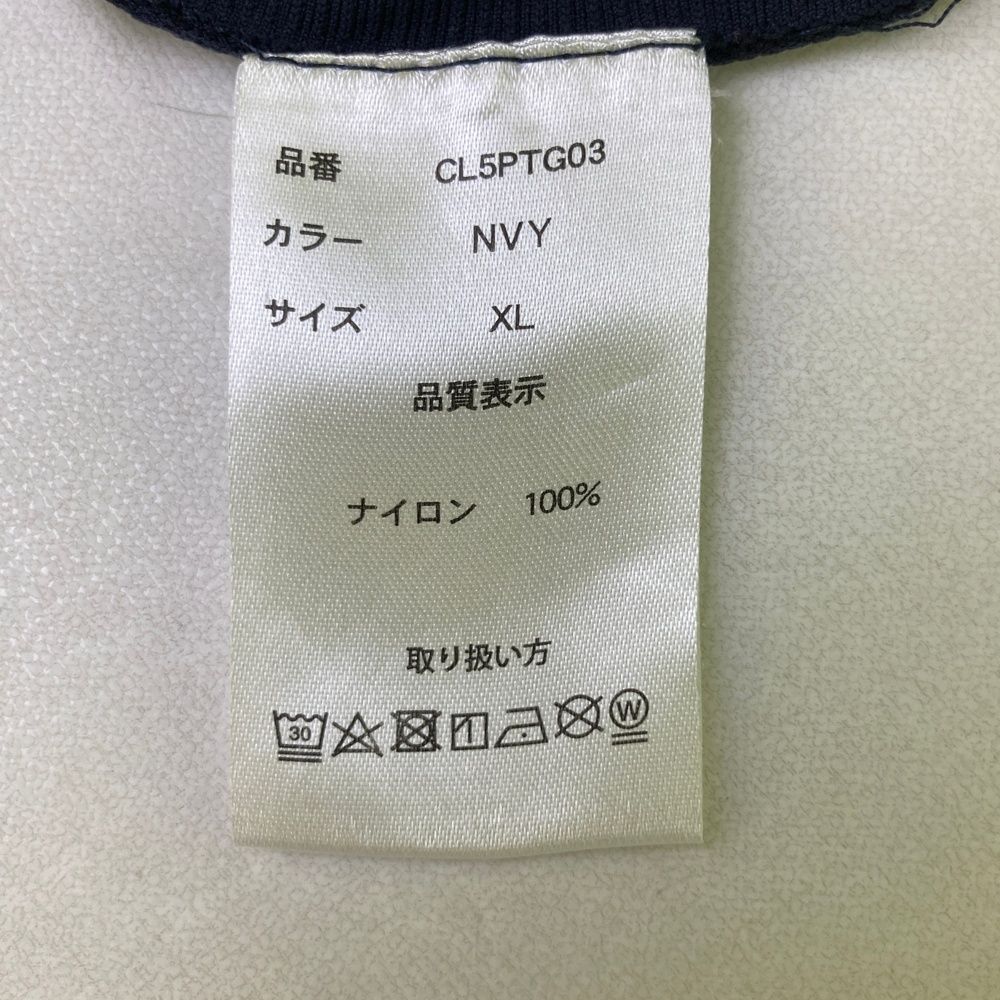 品番 CL5PTG03
カラー NVY
サイズ XL
品質表示
ナイロン 100%
取り扱い方
30 W